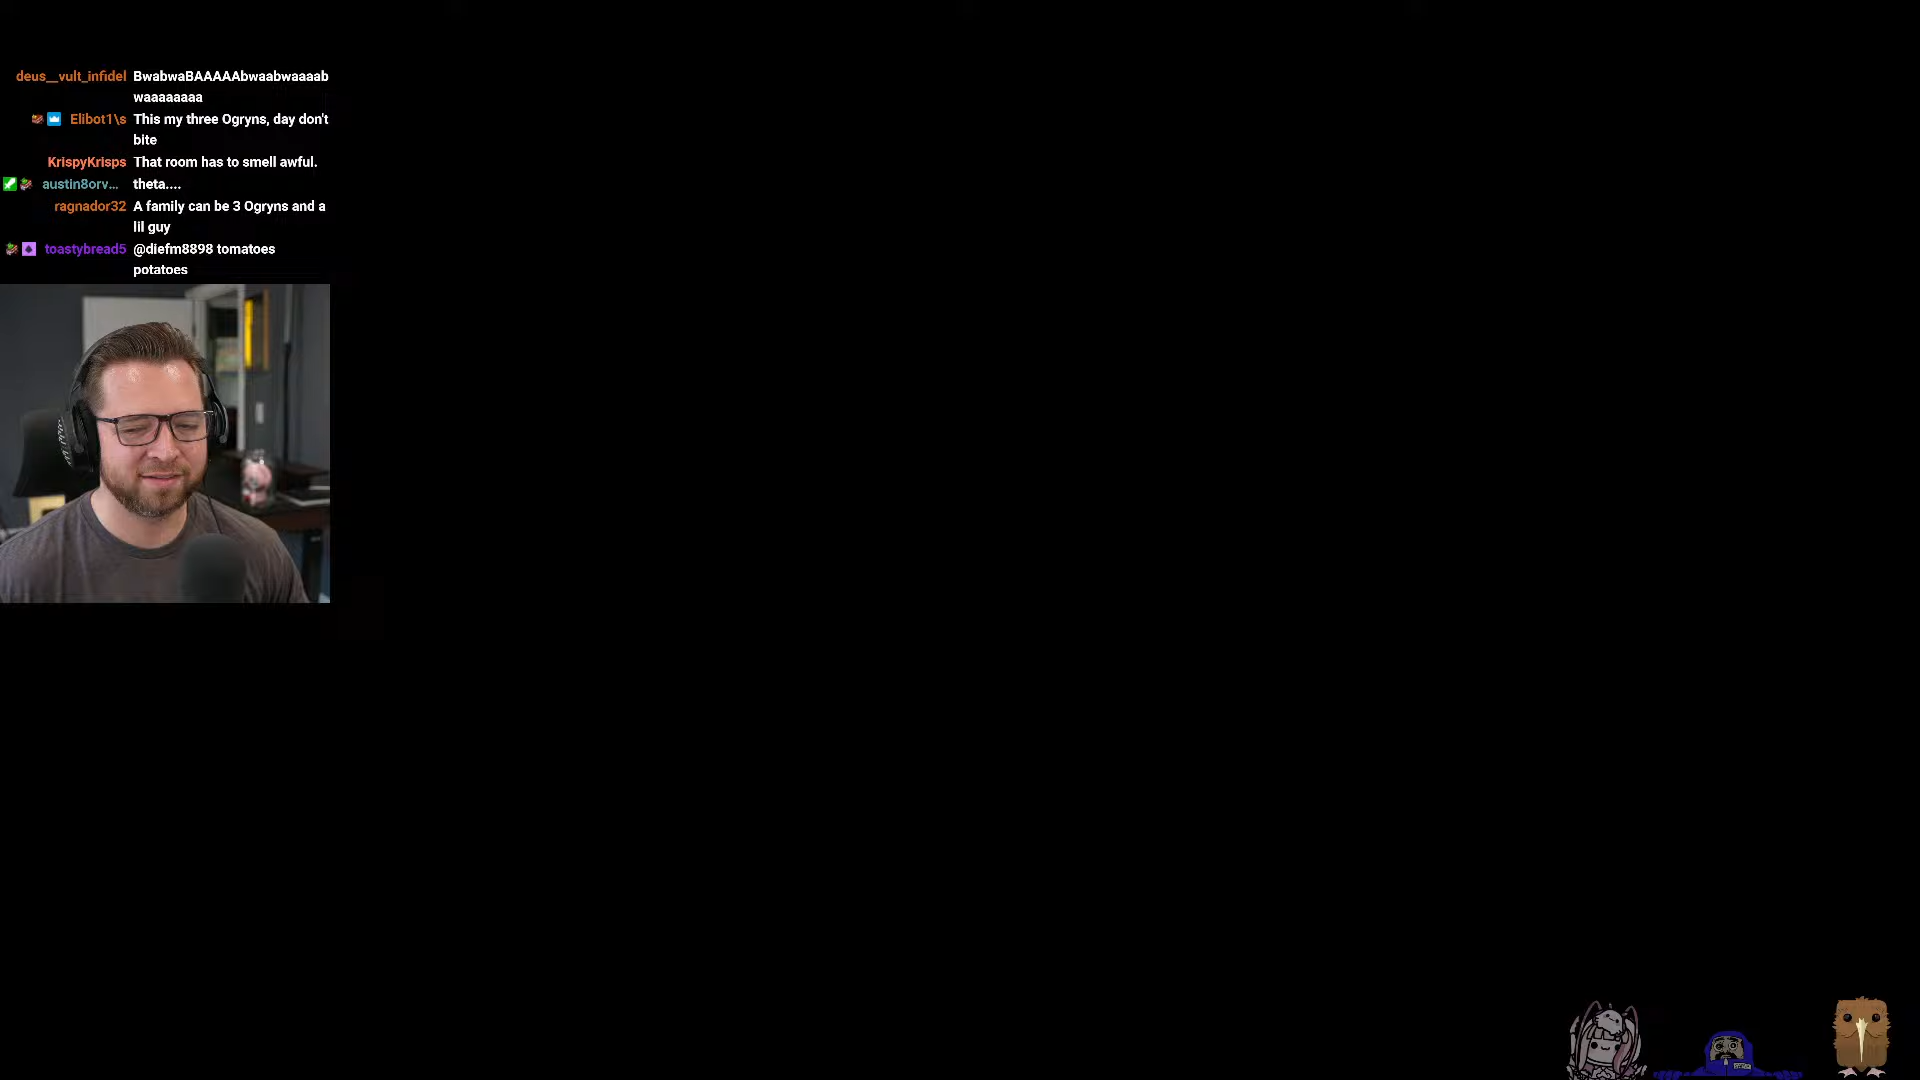 deus__vult_infidel BwabwaBAAAAAbwaabwaaaab
waaaaaaaa
Elibot1\s This my three Ogryns, day don't
bite
KrispyKrisps That room has to smell awful.
austin8orv... theta....
ragnador32 A family can be 3 Ogryns and a
lil guy
toastybread5 @diefm8898 tomatoes
potatoes